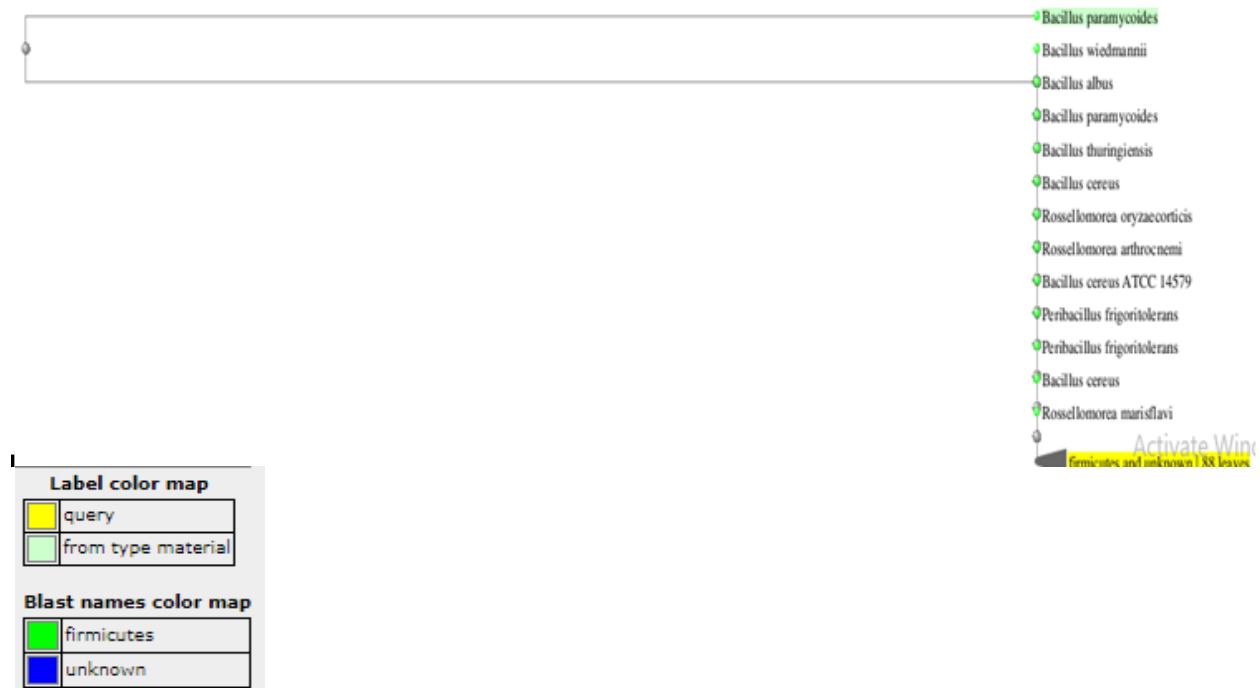 Bacillus paramycoides
Bacillus wiedmannii
Bacillus albus
Bacillus paramycoides
Bacillus thuringiensis
Bacillus cereus
Rossellomorea oryzaecorticis
Rossellomorea arthrocnemi
Bacillus cereus ATCC 14579
Peribacillus frigoritolerans
Peribacillus frigoritolerans
Bacillus cereus
Rossellomorea marisflavi
Activate Win
firmicutes and unknown | 88 leaves
Label color map
query
from type material
Blast names color map
firmicutes
unknown